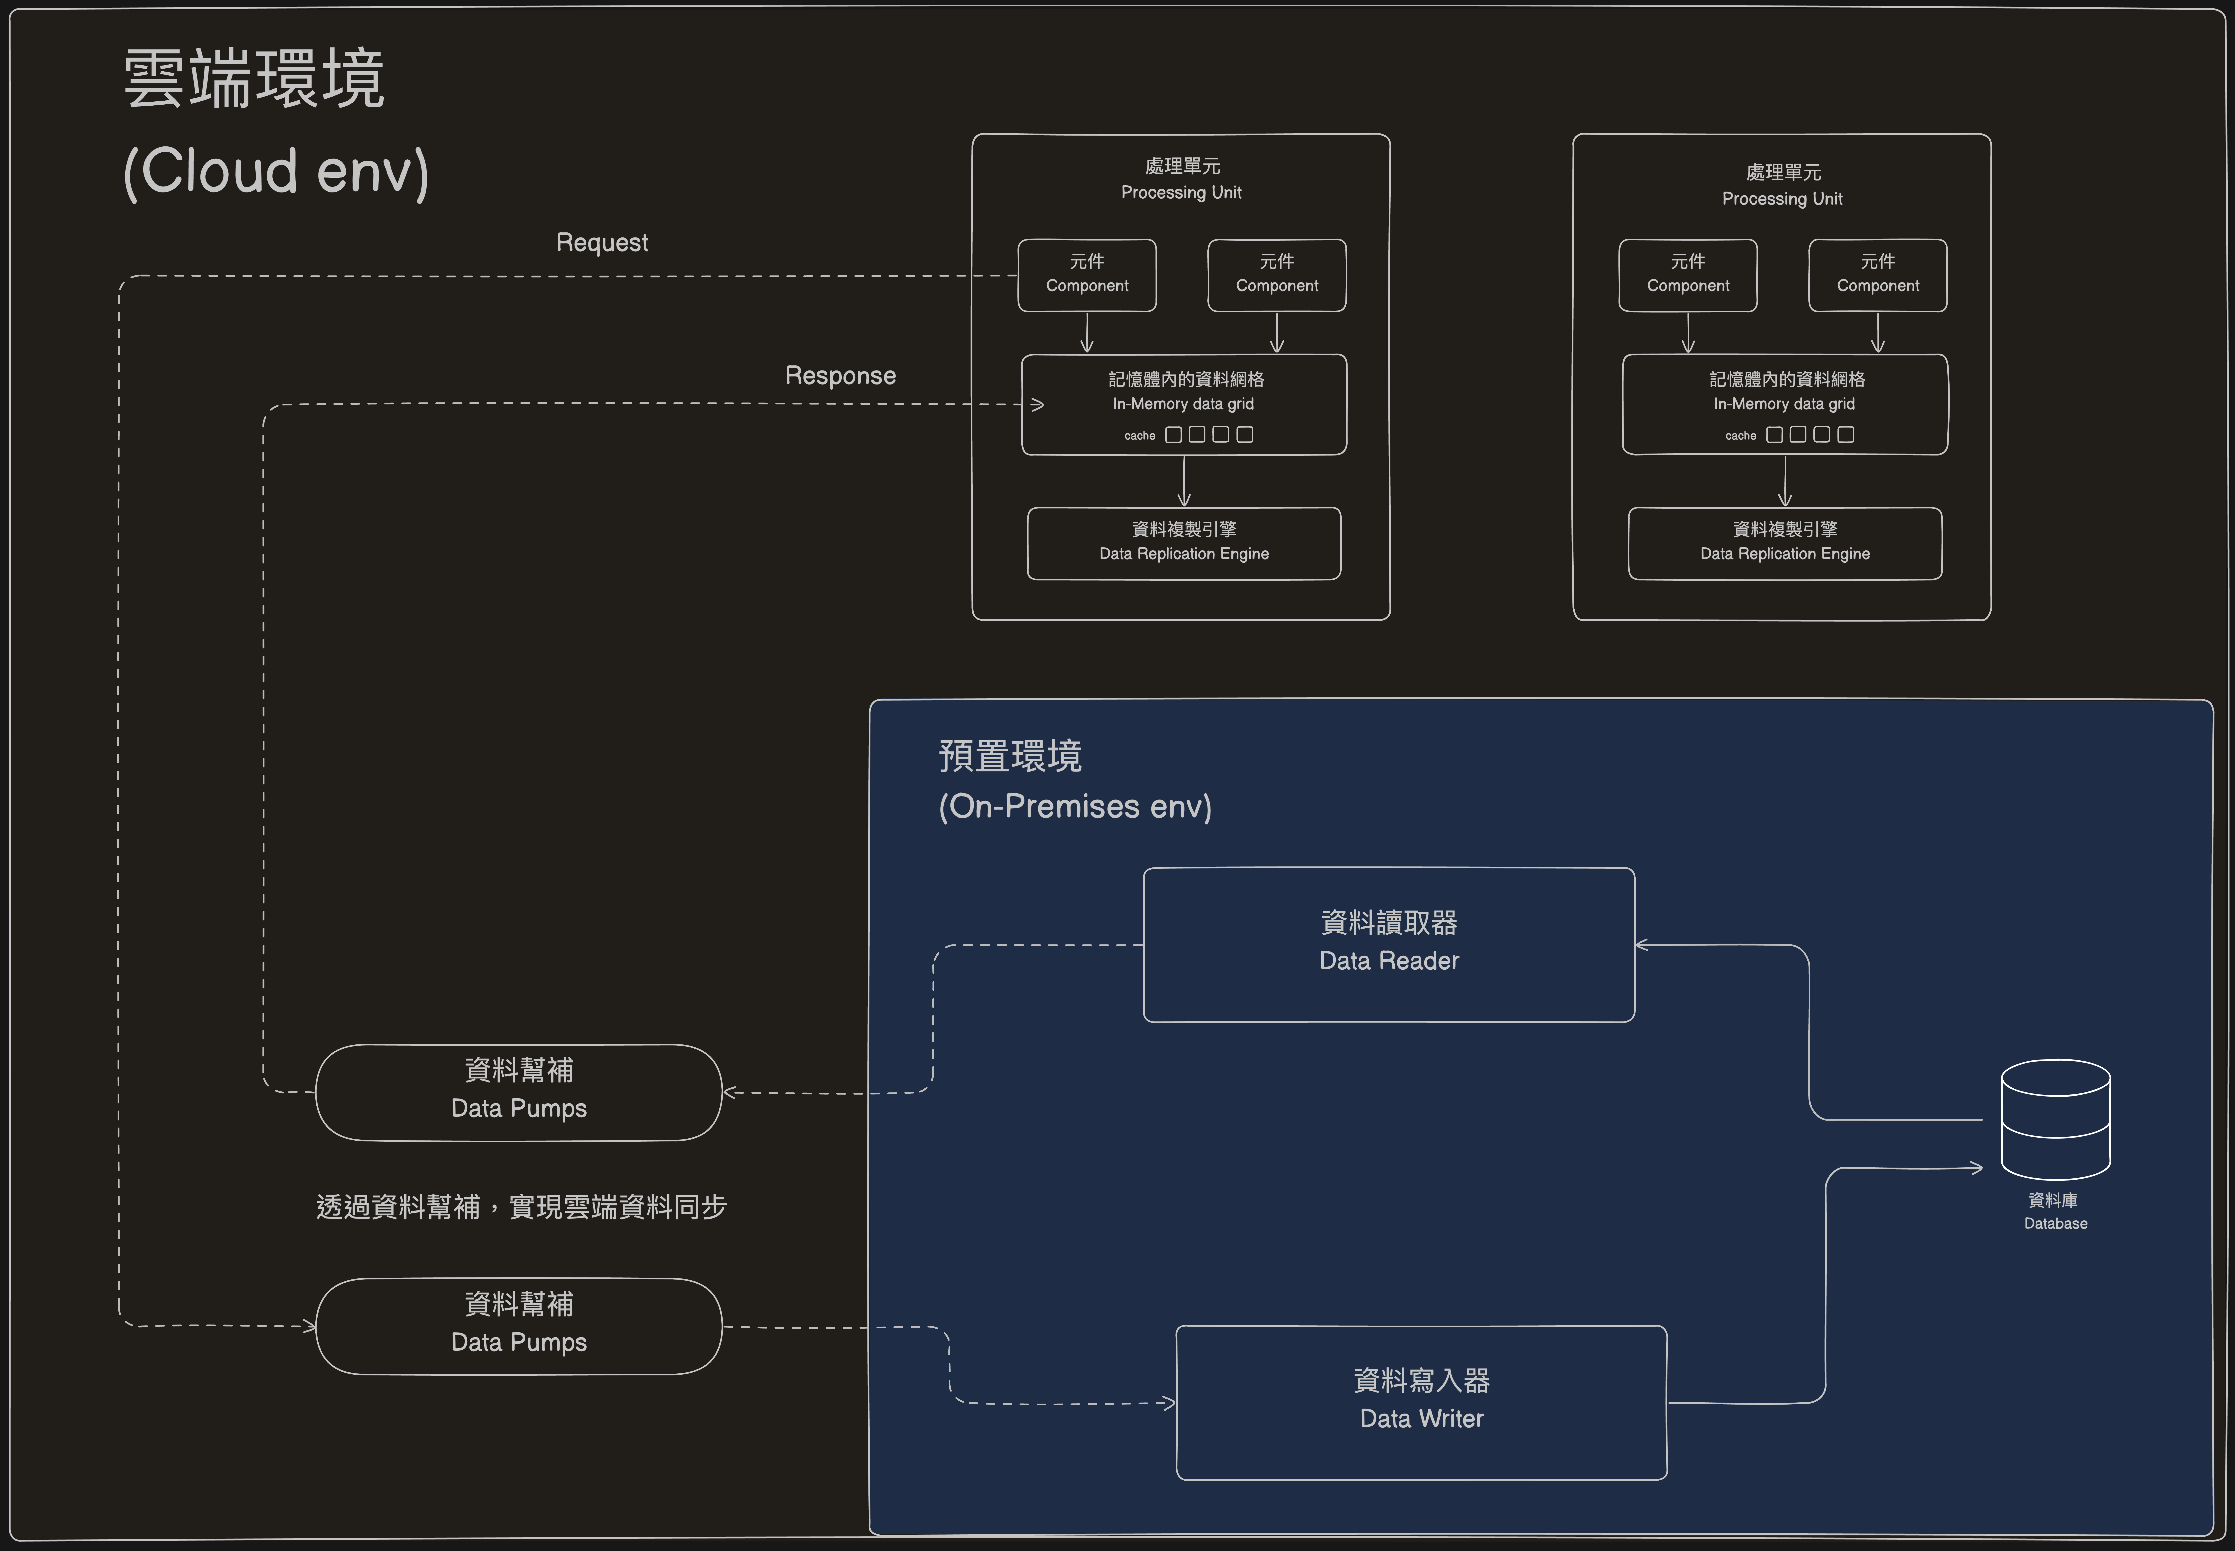 雲端環境
(Cloud env)
處理單元
Processing Unit
處理單元
Processing Unit
Request
元件
Component
元件
Component
元件
Component
元件
Component
Response
記憶體內的資料網格
In-Memory data grid
cache
記憶體內的資料網格
In-Memory data grid
cache
資料複製引擎
Data Replication Engine
資料複製引擎
Data Replication Engine
預置環境
(On-Premises env)
資料讀取器
Data Reader
資料幫補
Data Pumps
透過資料幫補，實現雲端資料同步
資料庫
Database
資料幫補
Data Pumps
資料寫入器
Data Writer